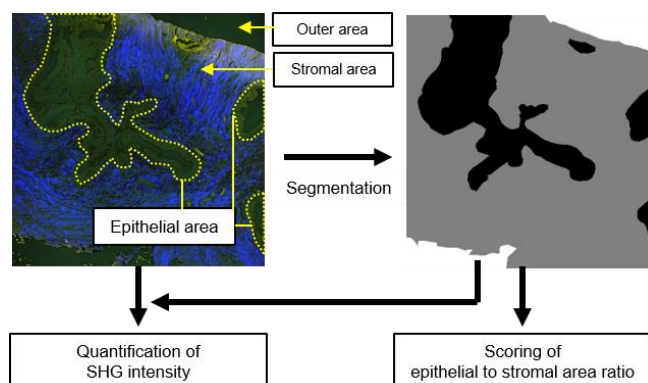 Outer area
Stromal area
Epithelial area
Segmentation
Quantification of
SHG intensity
Scoring of
epithelial to stromal area ratio